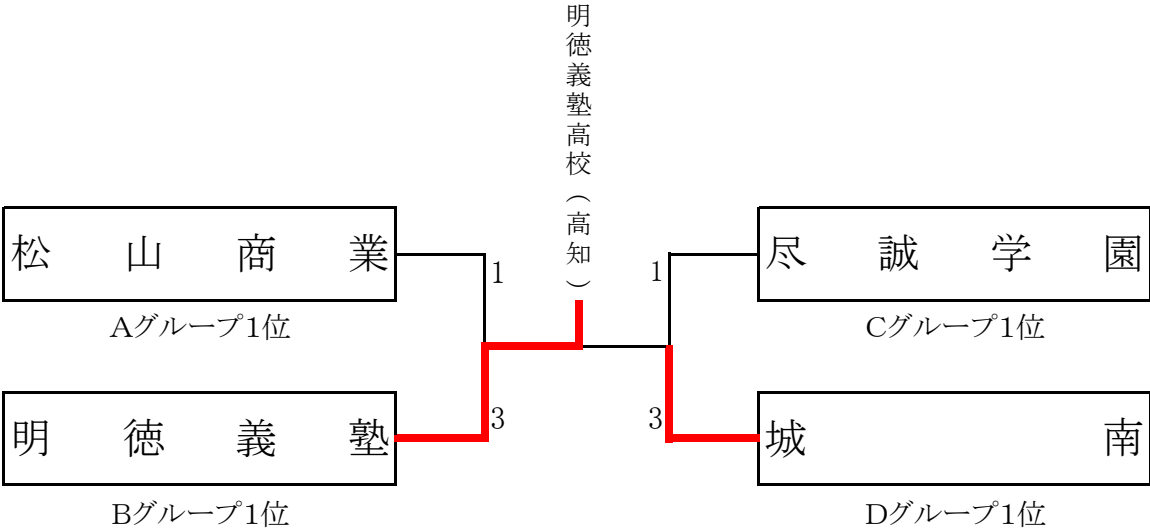 明徳義塾高校（高知）
松山商業
1
Aグループ1位
明徳義塾
3
Bグループ1位
尽誠学園
1
Cグループ1位
城南
3
Dグループ1位